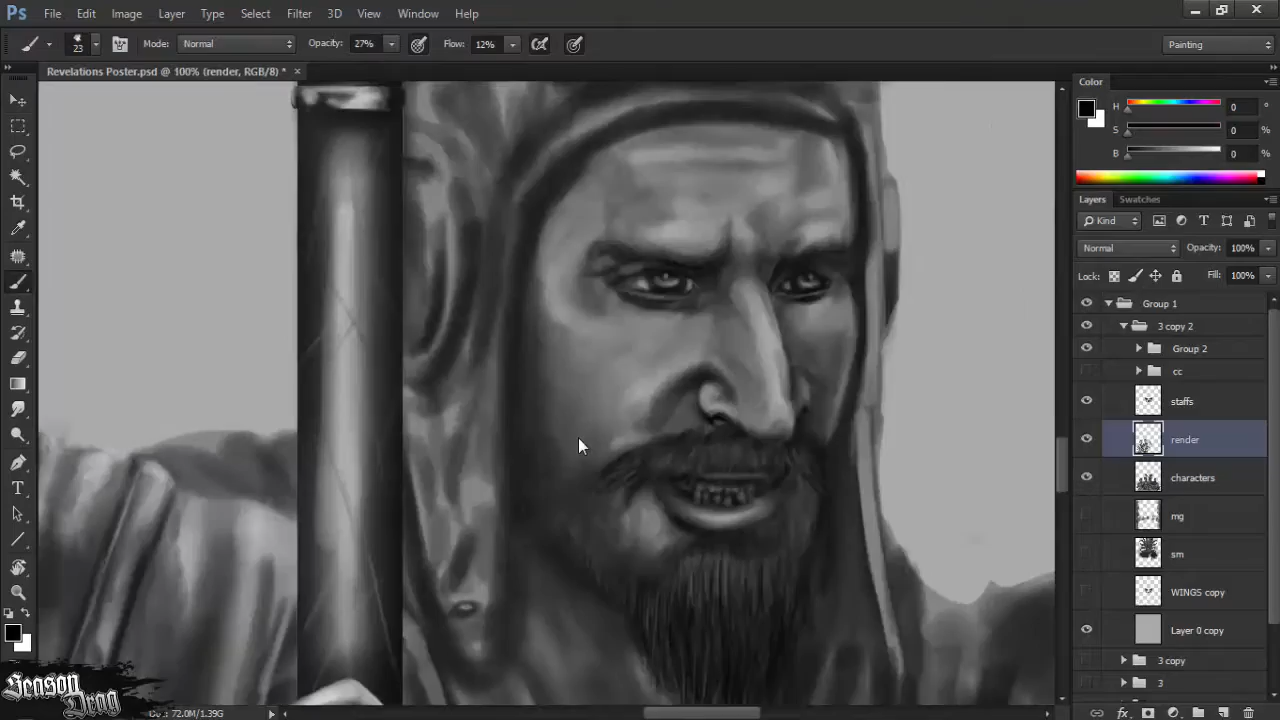 Ps File Edit Image Layer Type Select Filter 3D View Window Help
23 Mode: Normal Opacity: 27% Flow: 12% Painting
Revelations Poster.psd @ 100% (render, RGB/8) * ×
Color
H 0 °
S 0 %
B 0 %
Layers Swatches
Kind
Normal Opacity: 100%
Lock: Fill: 100%
Group 1
3 copy 2
Group 2
cc
staffs
render
characters
mg
sm
WINGS copy
Layer 0 copy
3 copy
3
Season
Drag
72.0M/1.39G